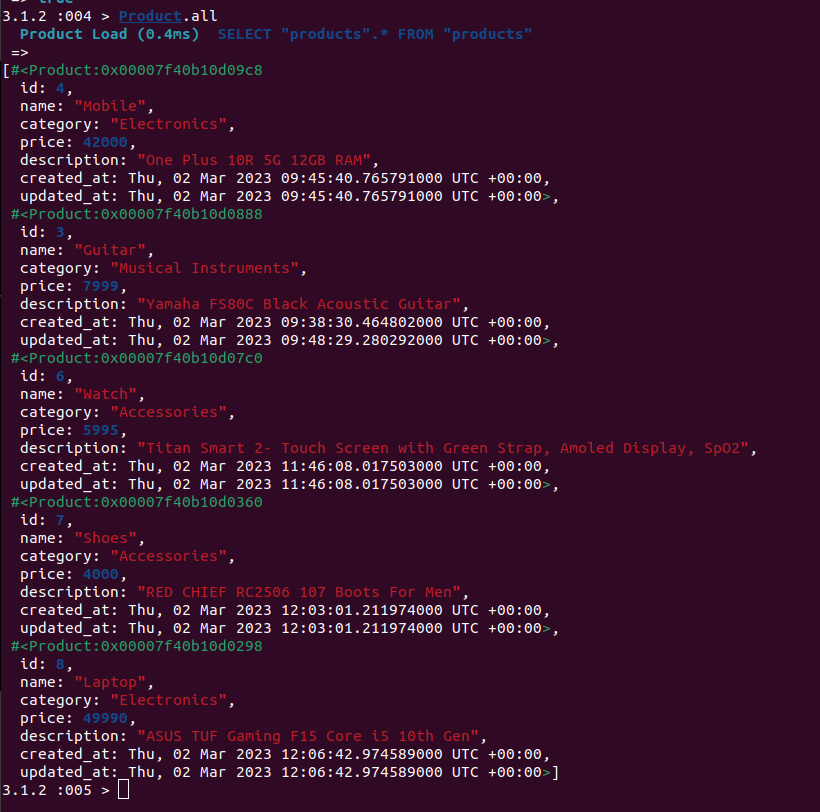 => true
3.1.2 :004 > Product.all
Product Load (0.4ms)  SELECT "products".* FROM "products"
=>
[#<Product:0x00007f40b10d09c8
id: 4,
name: "Mobile",
category: "Electronics",
price: 42000,
description: "One Plus 10R 5G 12GB RAM",
created_at: Thu, 02 Mar 2023 09:45:40.765791000 UTC +00:00,
updated_at: Thu, 02 Mar 2023 09:45:40.765791000 UTC +00:00>,
#<Product:0x00007f40b10d0888
id: 3,
name: "Guitar",
category: "Musical Instruments",
price: 7999,
description: "Yamaha FS80C Black Acoustic Guitar",
created_at: Thu, 02 Mar 2023 09:38:30.464802000 UTC +00:00,
updated_at: Thu, 02 Mar 2023 09:48:29.280292000 UTC +00:00>,
#<Product:0x00007f40b10d07c0
id: 6,
name: "Watch",
category: "Accessories",
price: 5995,
description: "Titan Smart 2- Touch Screen with Green Strap, Amoled Display, SpO2",
created_at: Thu, 02 Mar 2023 11:46:08.017503000 UTC +00:00,
updated_at: Thu, 02 Mar 2023 11:46:08.017503000 UTC +00:00>,
#<Product:0x00007f40b10d0360
id: 7,
name: "Shoes",
category: "Accessories",
price: 4000,
description: "RED CHIEF RC2506 107 Boots For Men",
created_at: Thu, 02 Mar 2023 12:03:01.211974000 UTC +00:00,
updated_at: Thu, 02 Mar 2023 12:03:01.211974000 UTC +00:00>,
#<Product:0x00007f40b10d0298
id: 8,
name: "Laptop",
category: "Electronics",
price: 49990,
description: "ASUS TUF Gaming F15 Core i5 10th Gen",
created_at: Thu, 02 Mar 2023 12:06:42.974589000 UTC +00:00,
updated_at: Thu, 02 Mar 2023 12:06:42.974589000 UTC +00:00>]
3.1.2 :005 >